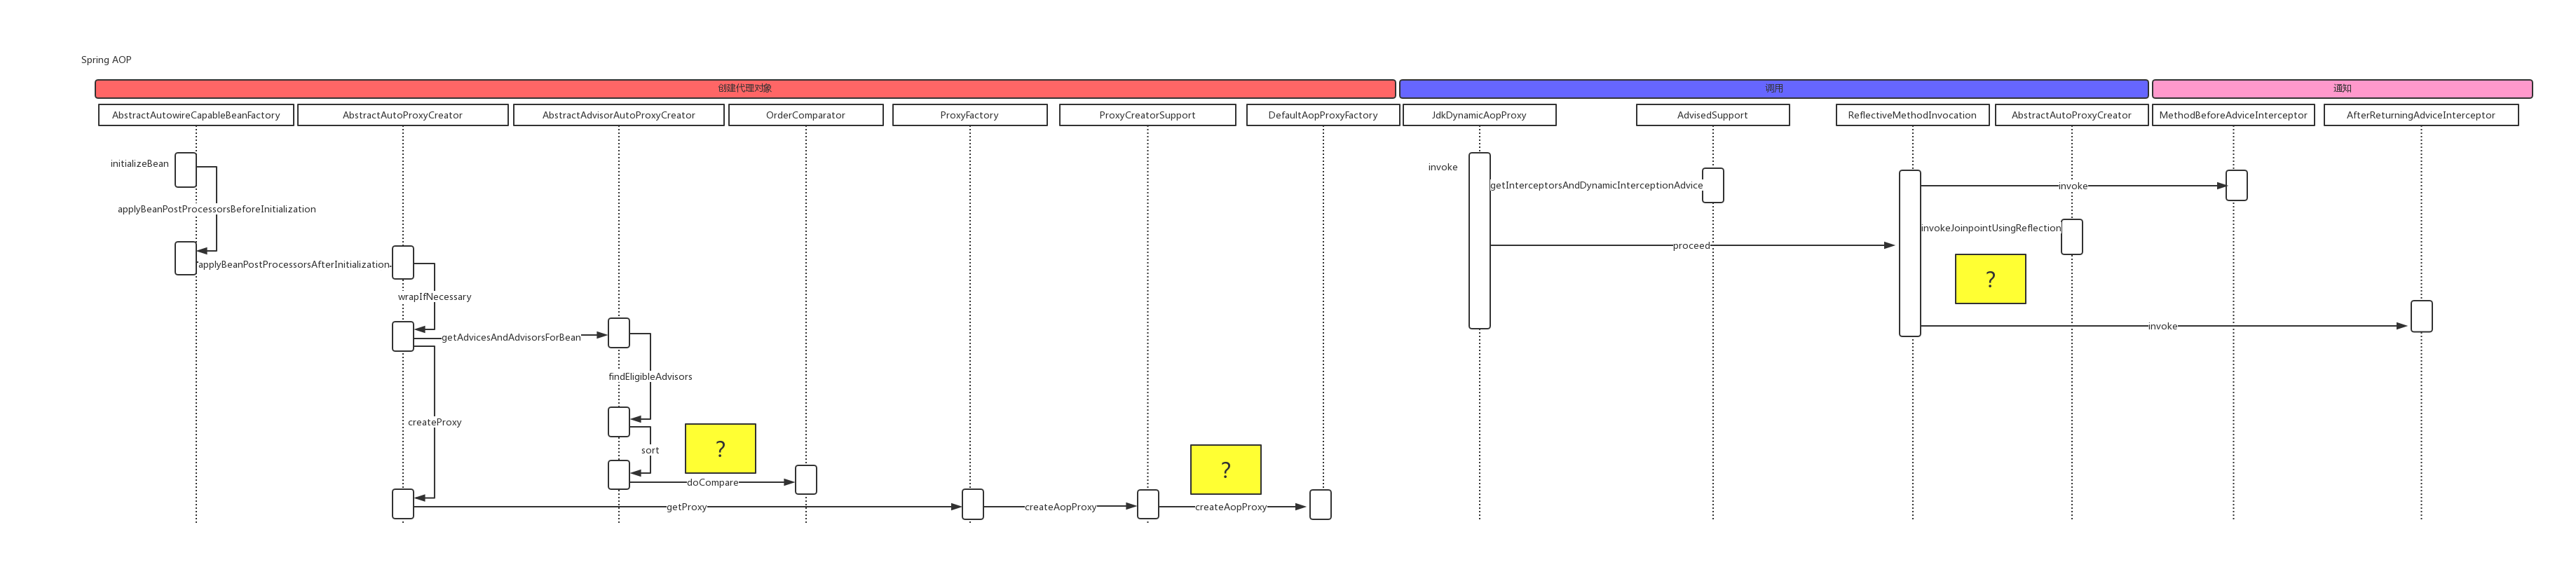 Spring AOP
创建代理对象
调用
通知
AbstractAutowireCapableBeanFactory
AbstractAutoProxyCreator
AbstractAdvisorAutoProxyCreator
OrderComparator
ProxyFactory
ProxyCreatorSupport
DefaultAopProxyFactory
JdkDynamicAopProxy
AdvisedSupport
ReflectiveMethodInvocation
AbstractAutoProxyCreator
MethodBeforeAdviceInterceptor
AfterReturningAdviceInterceptor
initializeBean
applyBeanPostProcessorsBeforeInitialization
applyBeanPostProcessorsAfterInitialization
wrapIfNecessary
getAdvicesAndAdvisorsForBean
findEligibleAdvisors
createProxy
sort
?
doCompare
getProxy
createAopProxy
?
createAopProxy
invoke
getInterceptorsAndDynamicInterceptionAdvice
proceed
invoke
invokeJoinpointUsingReflection
?
invoke